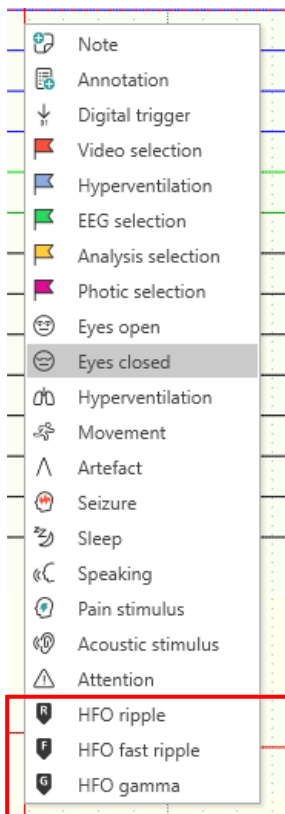 Note
Annotation
01
Digital trigger
Video selection
Hyperventilation
EEG selection
Analysis selection
Photic selection
Eyes open
Eyes closed
Hyperventilation
Movement
Artefact
Seizure
Sleep
Speaking
Pain stimulus
Acoustic stimulus
Attention
R HFO ripple
F HFO fast ripple
G HFO gamma